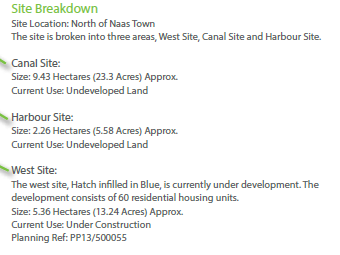 Site Breakdown
Site Location: North of Naas Town
The site is broken into three areas, West Site, Canal Site and Harbour Site.
Canal Site:
Size: 9.43 Hectares (23.3 Acres) Approx.
Current Use: Undeveloped Land
Harbour Site:
Size: 2.26 Hectares (5.58 Acres) Approx.
Current Use: Undeveloped Land
West Site:
The west site, Hatch infilled in Blue, is currently under development. The
development consists of 60 residential housing units.
Size: 5.36 Hectares (13.24 Acres) Approx.
Current Use: Under Construction
Planning Ref: PP13/500055